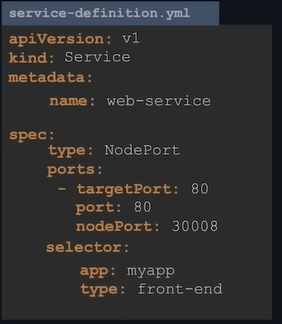 service-definition.yml
apiVersion: v1
kind: Service
metadata:
name: web-service
spec:
type: NodePort
ports:
- targetPort: 80
port: 80
nodePort: 30008
selector:
app: myapp
type: front-end